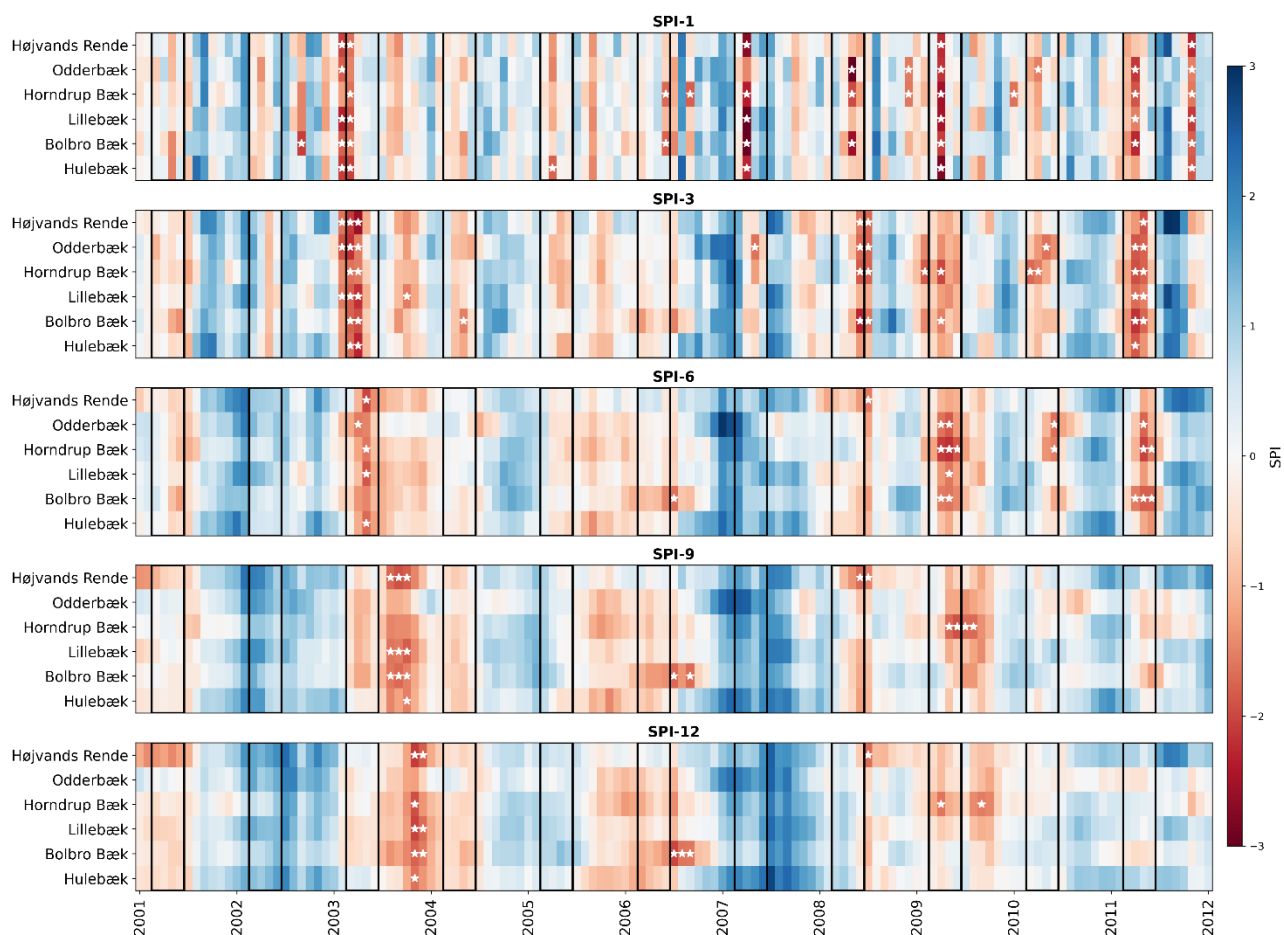 SPI-1
Højvands Rende
Odderbæk
Horndrup Bæk
Lillebæk
Bolbro Bæk
Hulebæk
SPI-3
Højvands Rende
Odderbæk
Horndrup Bæk
Lillebæk
Bolbro Bæk
Hulebæk
SPI-6
Højvands Rende
Odderbæk
Horndrup Bæk
Lillebæk
Bolbro Bæk
Hulebæk
SPI-9
Højvands Rende
Odderbæk
Horndrup Bæk
Lillebæk
Bolbro Bæk
Hulebæk
SPI-12
Højvands Rende
Odderbæk
Horndrup Bæk
Lillebæk
Bolbro Bæk
Hulebæk
2001 2002 2003 2004 2005 2006 2007 2008 2009 2010 2011 2012
3
2
1
0
−1
−2
−3
SPI